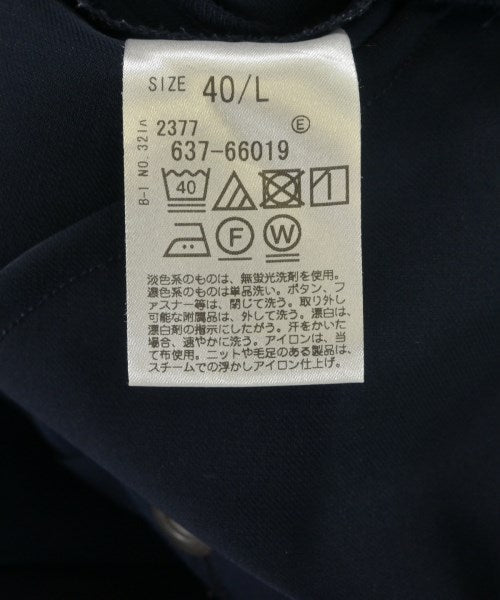 SIZE 40/L
2377 E
637-66019
B-1 NO.321A
40
F W
淡色系のものは、無蛍光洗剤を使用。
濃色系のものは単品洗い。ボタン、フ
ァスナー等は、閉じて洗う。取り外し
可能な附属品は、外して洗う。漂白は、
漂白剤の指示にしたがう。汗をかいた
場合、速やかに洗う。アイロンは、当
て布使用。ニットや毛足のある製品は、
スチームでの浮かしアイロン仕上げ。